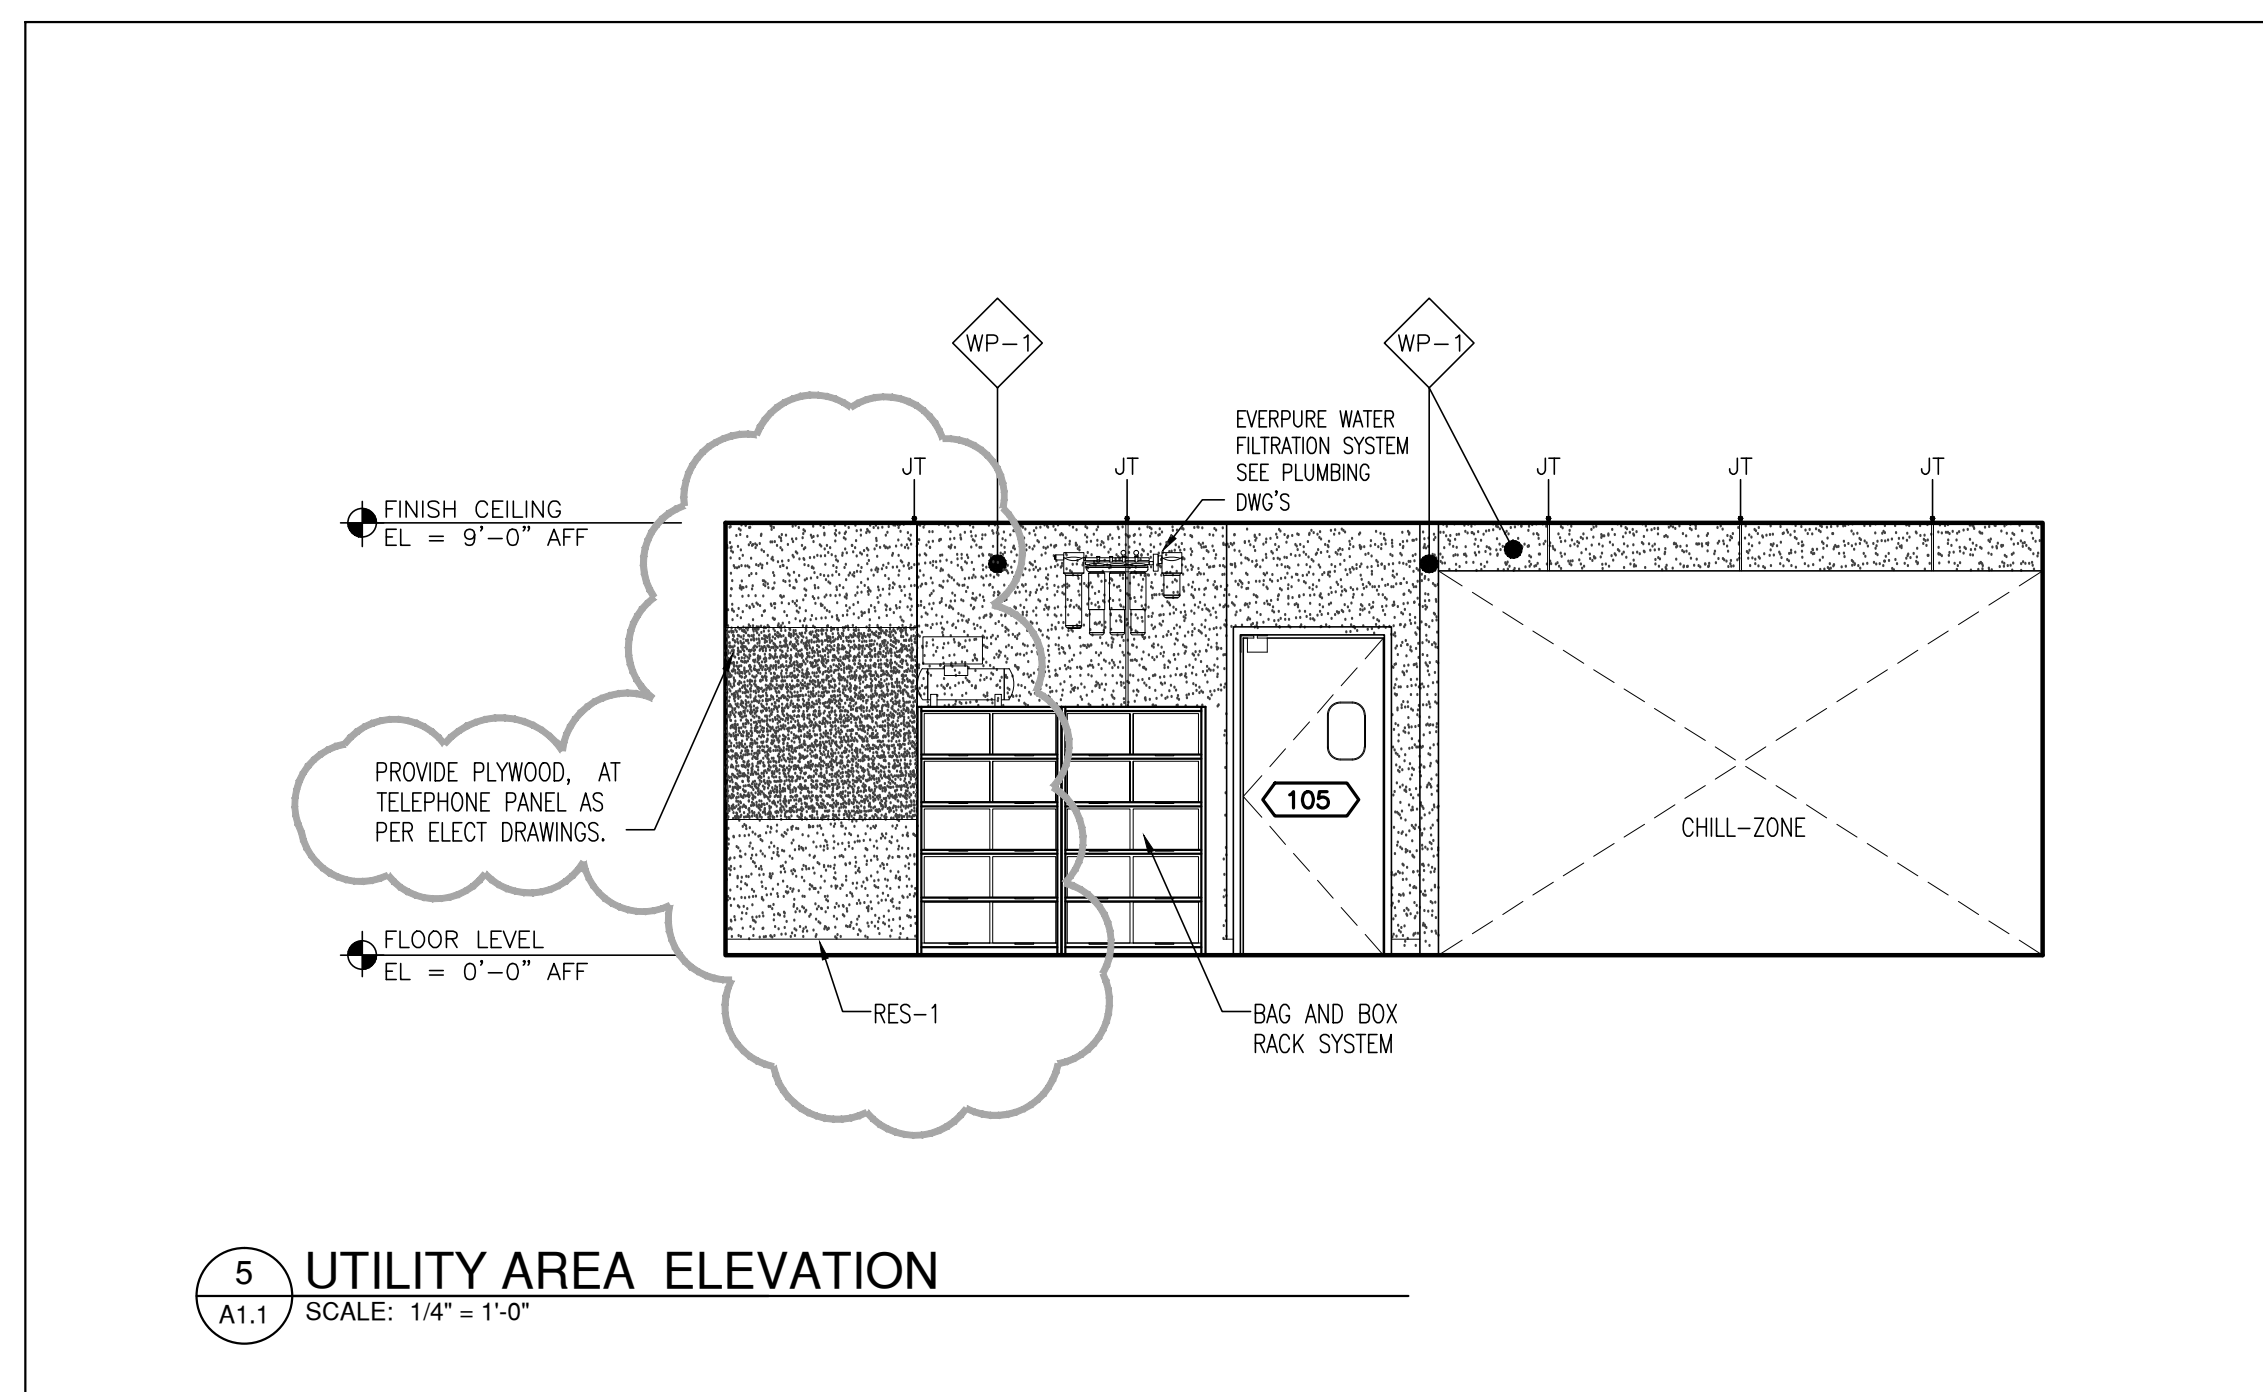 WP-1
WP-1
EVERPURE WATER
FILTRATION SYSTEM
SEE PLUMBING
DWG'S
JT
JT
JT
JT
JT
FINISH CEILING
EL = 9'-0" AFF
PROVIDE PLYWOOD, AT
TELEPHONE PANEL AS
PER ELECT DRAWINGS.
105
CHILL-ZONE
FLOOR LEVEL
EL = 0'-0" AFF
RES-1
BAG AND BOX
RACK SYSTEM
5
A1.1
UTILITY AREA ELEVATION
SCALE: 1/4" = 1'-0"